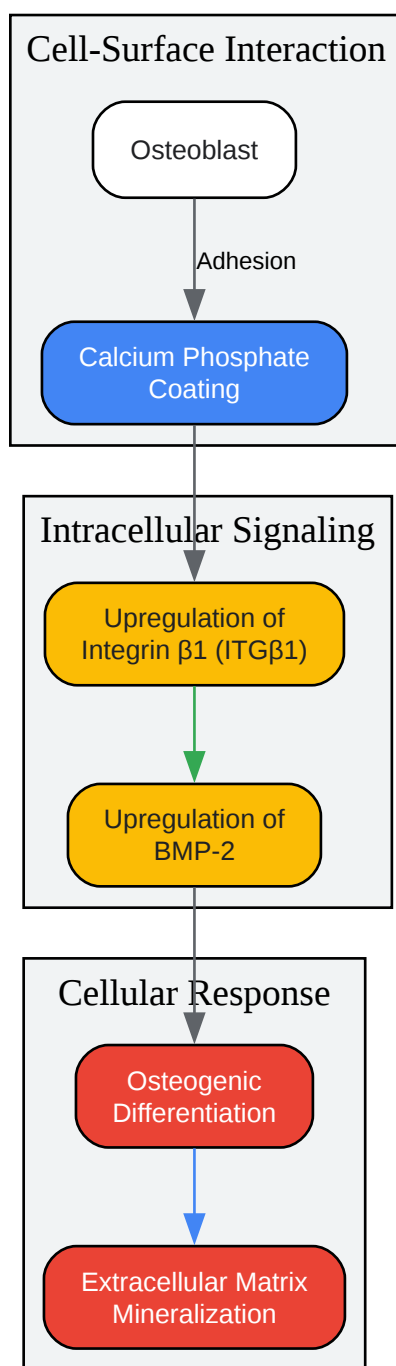 Cell-Surface Interaction
Osteoblast
Adhesion
Calcium Phosphate
Coating
Intracellular Signaling
Upregulation of
Integrin β1 (ITGβ1)
Upregulation of
BMP-2
Cellular Response
Osteogenic
Differentiation
Extracellular Matrix
Mineralization